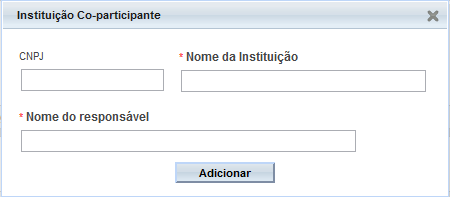 Instituição Co-participante
CNPJ
* Nome da Instituição
* Nome do responsável
Adicionar